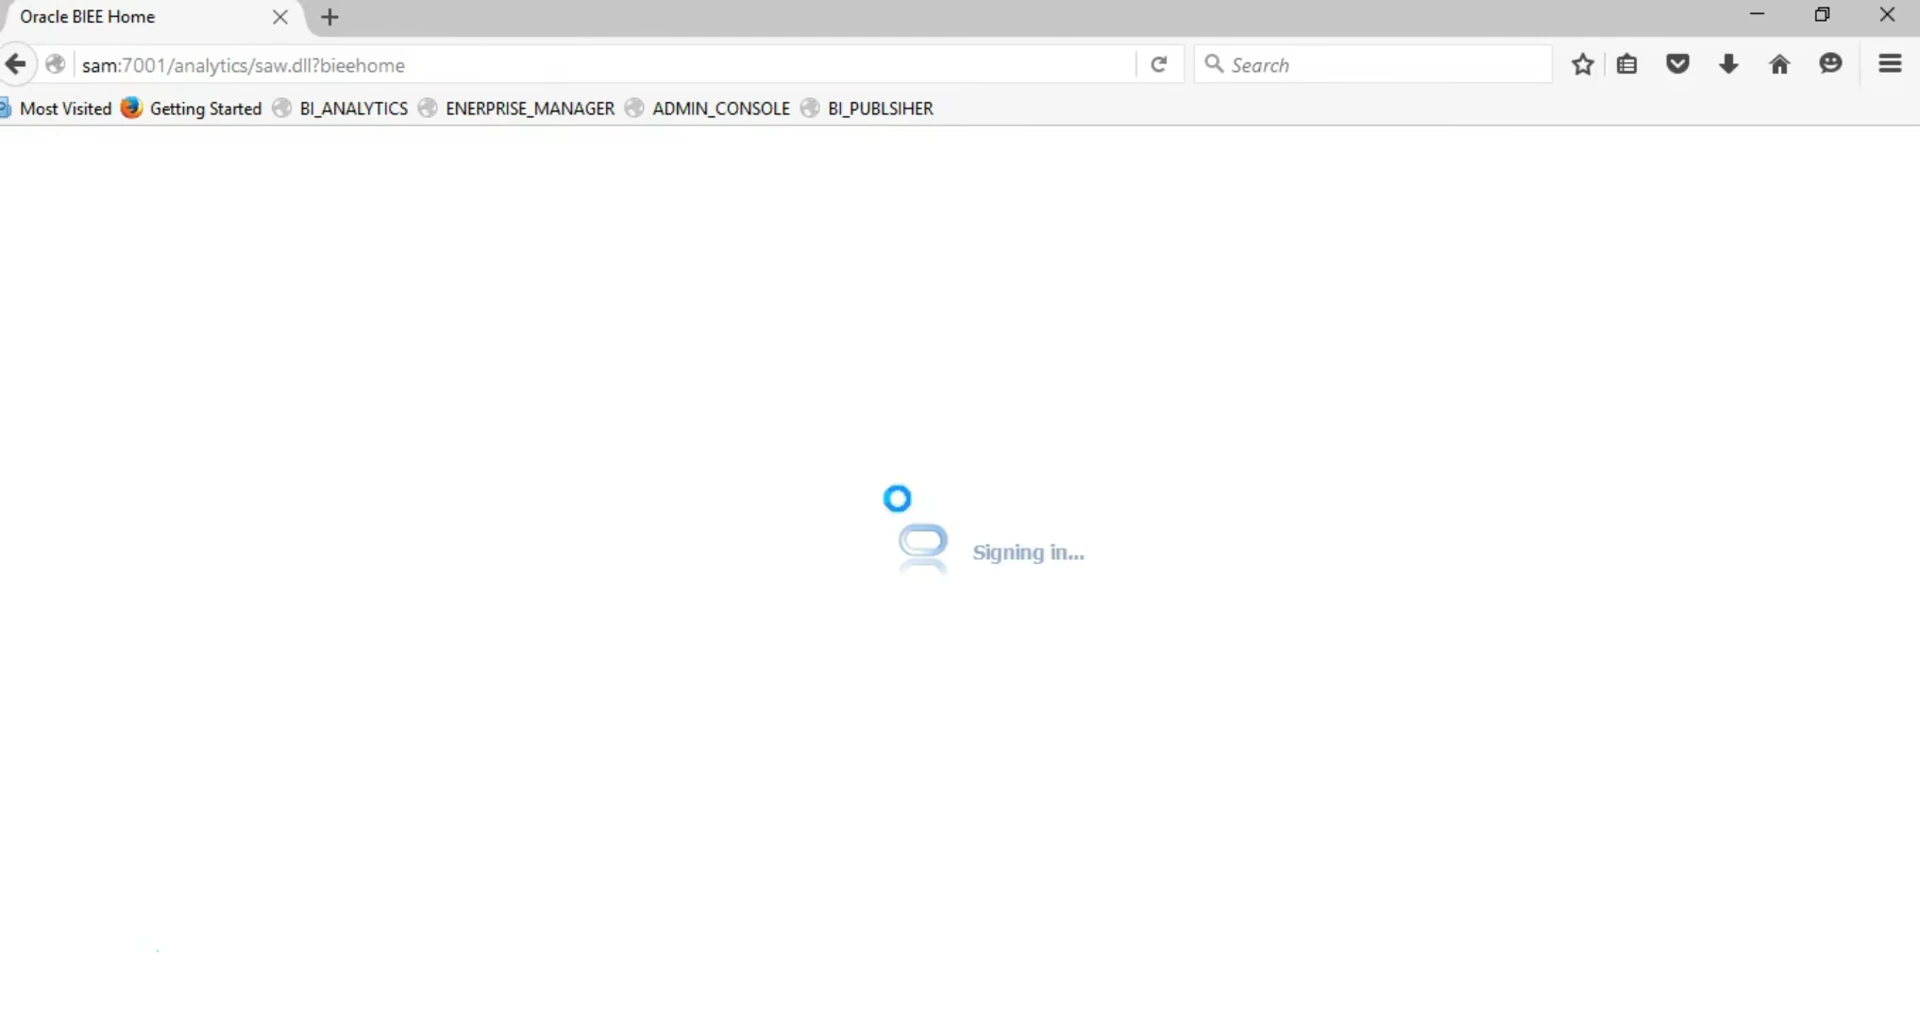 Oracle BIEE Home
sam:7001/analytics/saw.dll?bieehome
Search
Most Visited Getting Started BI_ANALYTICS ENERPRISE_MANAGER ADMIN_CONSOLE BI_PUBLSIHER
Signing in...